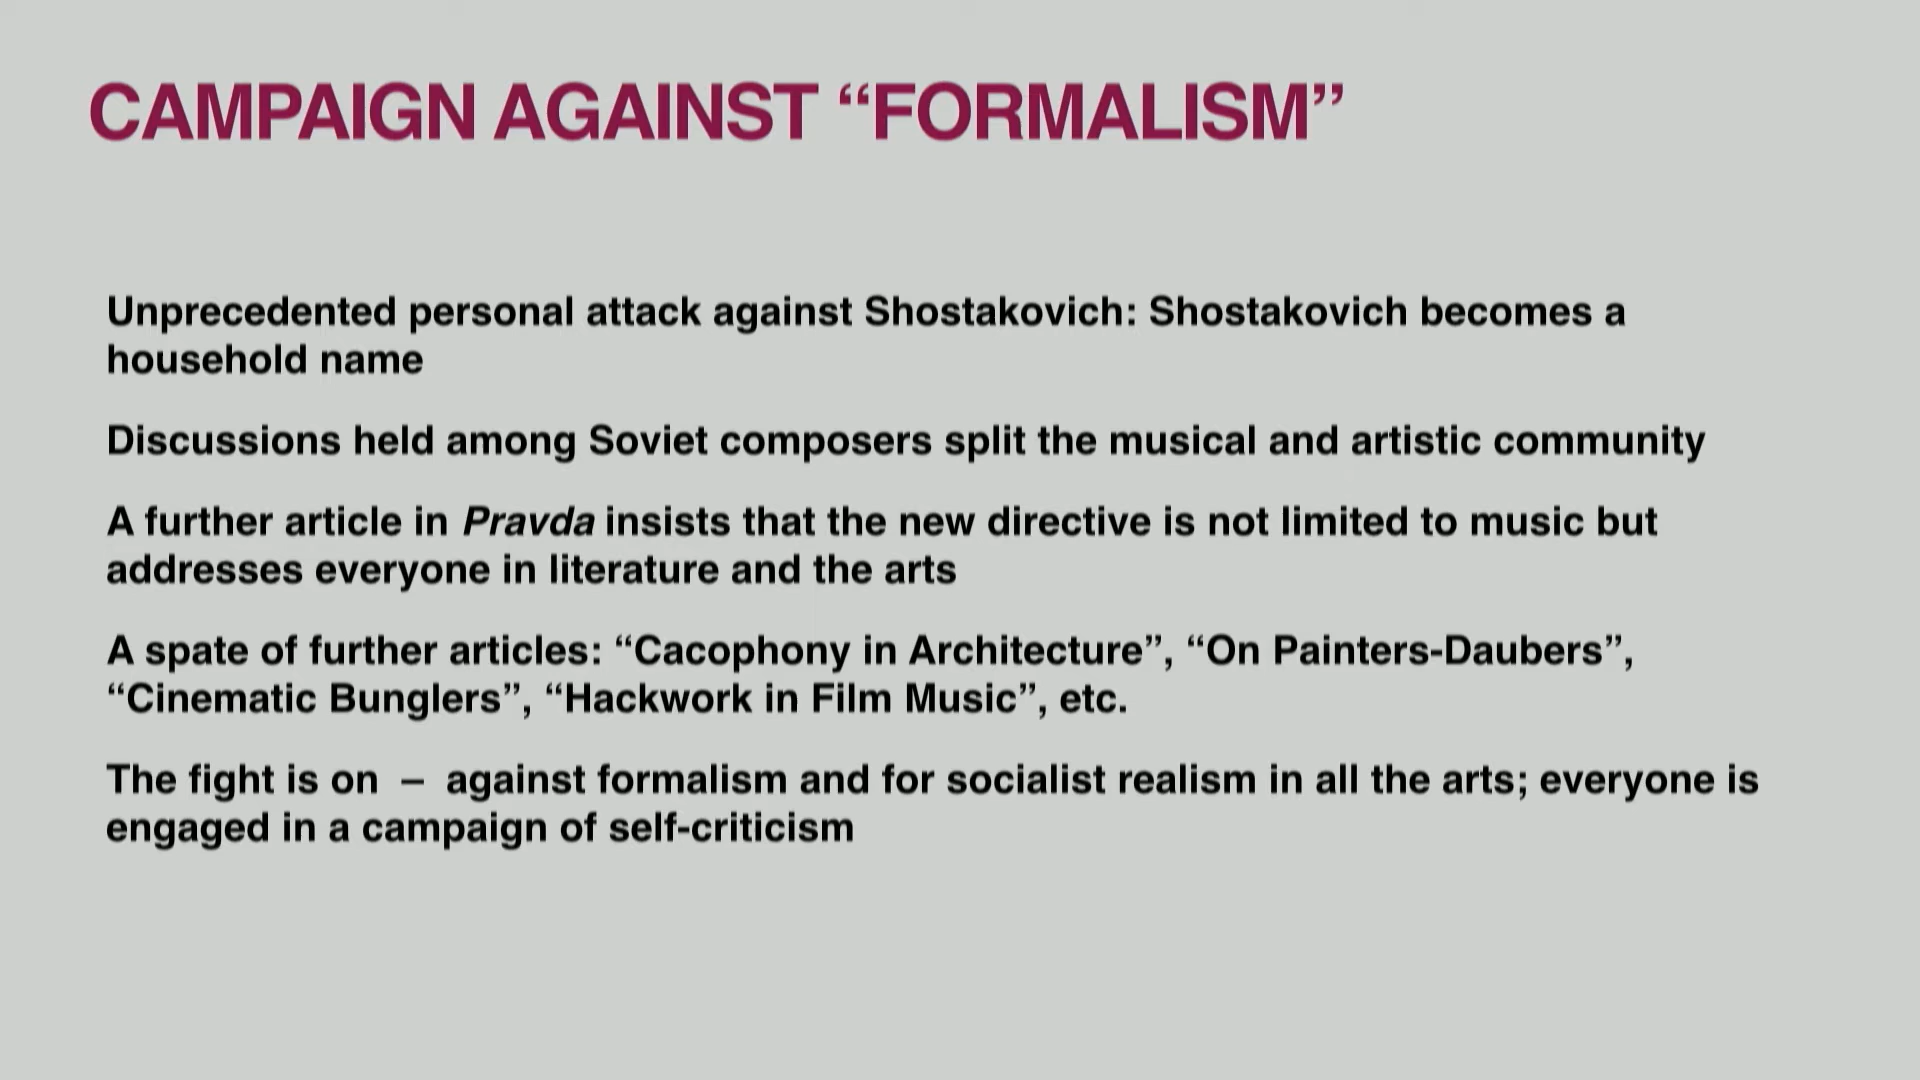 CAMPAIGN AGAINST “FORMALISM”
Unprecedented personal attack against Shostakovich: Shostakovich becomes a
household name
Discussions held among Soviet composers split the musical and artistic community
A further article in Pravda insists that the new directive is not limited to music but
addresses everyone in literature and the arts
A spate of further articles: “Cacophony in Architecture”, “On Painters-Daubers”,
“Cinematic Bunglers”, “Hackwork in Film Music”, etc.
The fight is on – against formalism and for socialist realism in all the arts; everyone is
engaged in a campaign of self-criticism